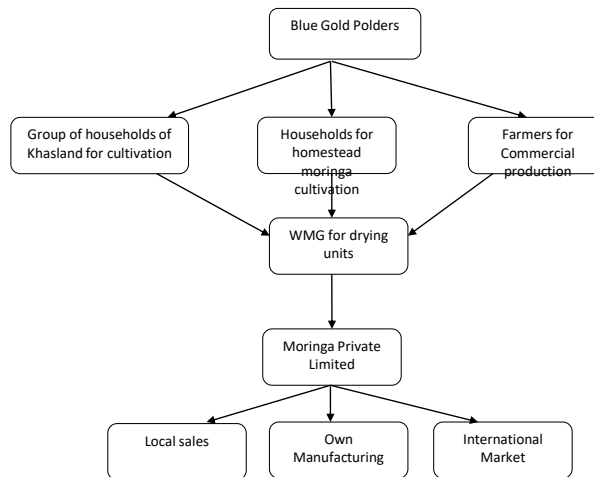 Blue Gold Polders
Group of households of
Khasland for cultivation
Households for
homestead
moringa
cultivation
Farmers for
Commercial
production
WMG for drying
units
Moringa Private
Limited
Local sales
Own
Manufacturing
International
Market